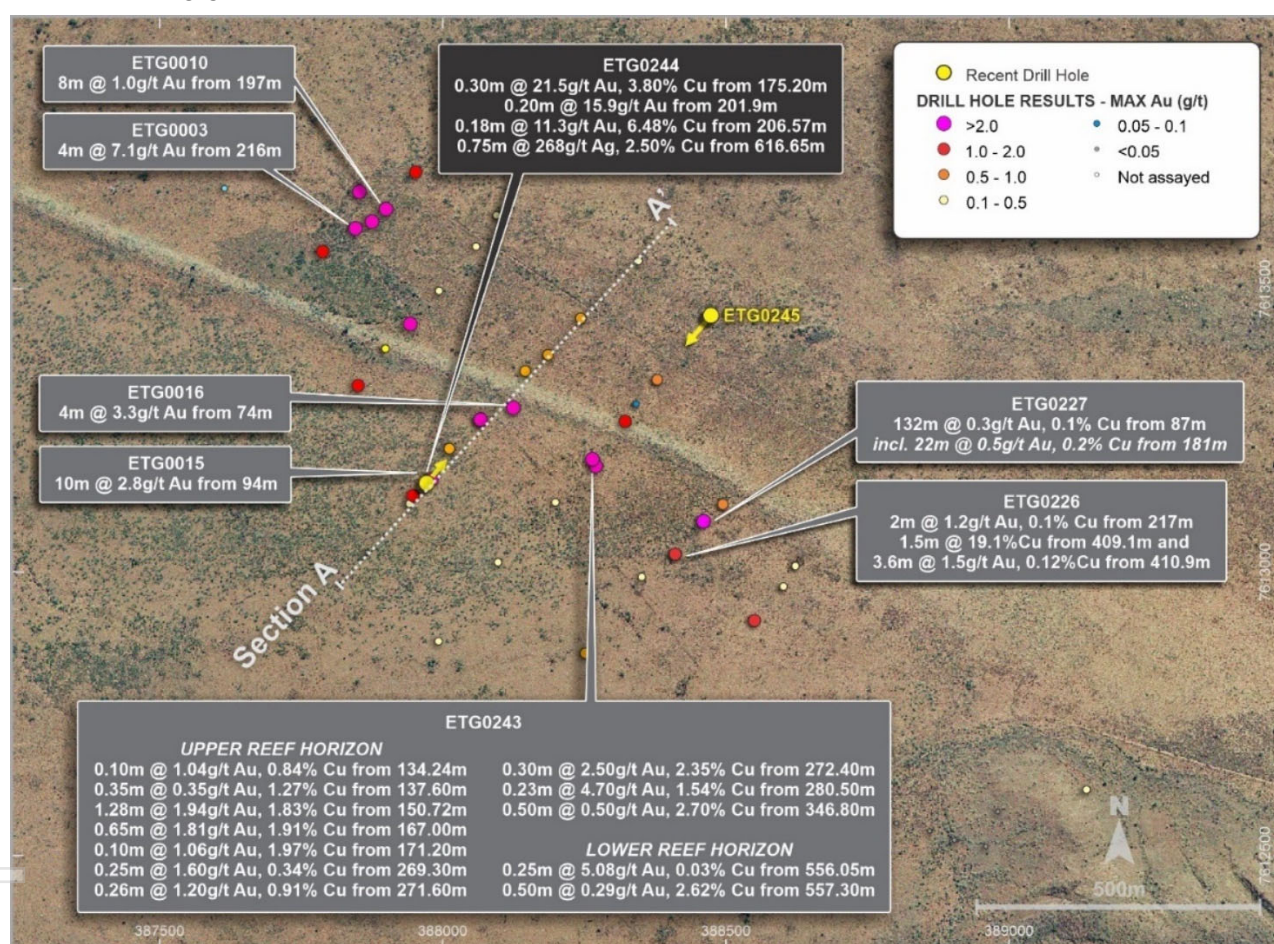 ETG0010
8m @ 1.0g/t Au from 197m
ETG0003
4m @ 7.1g/t Au from 216m
ETG0244
0.30m @ 21.5g/t Au, 3.80% Cu from 175.20m
0.20m @ 15.9g/t Au from 201.9m
0.18m @ 11.3g/t Au, 6.48% Cu from 206.57m
0.75m @ 268g/t Ag, 2.50% Cu from 616.65m
Recent Drill Hole
DRILL HOLE RESULTS - MAX Au (g/t)
>2.0
1.0 - 2.0
0.5 - 1.0
0.1 - 0.5
0.05 - 0.1
<0.05
Not assayed
A'
7613500
ETG0245
ETG0016
4m @ 3.3g/t Au from 74m
ETG0015
10m @ 2.8g/t Au from 94m
ETG0227
132m @ 0.3g/t Au, 0.1% Cu from 87m
incl. 22m @ 0.5g/t Au, 0.2% Cu from 181m
ETG0226
2m @ 1.2g/t Au, 0.1% Cu from 217m
1.5m @ 19.1%Cu from 409.1m and
3.6m @ 1.5g/t Au, 0.12%Cu from 410.9m
7613000
Section A
ETG0243
UPPER REEF HORIZON
0.10m @ 1.04g/t Au, 0.84% Cu from 134.24m
0.35m @ 0.35g/t Au, 1.27% Cu from 137.60m
1.28m @ 1.94g/t Au, 1.83% Cu from 150.72m
0.65m @ 1.81g/t Au, 1.91% Cu from 167.00m
0.10m @ 1.06g/t Au, 1.97% Cu from 171.20m
0.25m @ 1.60g/t Au, 0.34% Cu from 269.30m
0.26m @ 1.20g/t Au, 0.91% Cu from 271.60m
0.30m @ 2.50g/t Au, 2.35% Cu from 272.40m
0.23m @ 4.70g/t Au, 1.54% Cu from 280.50m
0.50m @ 0.50g/t Au, 2.70% Cu from 346.80m
LOWER REEF HORIZON
0.25m @ 5.08g/t Au, 0.03% Cu from 556.05m
0.50m @ 0.29g/t Au, 2.62% Cu from 557.30m
N
500m
7612500
387500
388000
388500
389000